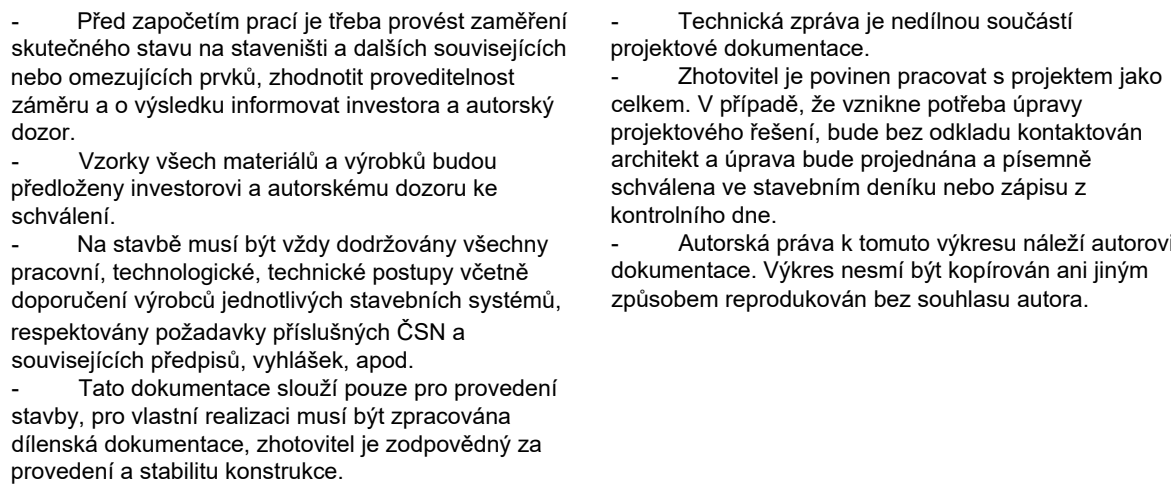 - Před započetím prací je třeba provést zaměření
skutečného stavu na staveništi a dalších souvisejících
nebo omezujících prvků, zhodnotit proveditelnost
záměru a o výsledku informovat investora a autorský
dozor.
- Vzorky všech materiálů a výrobků budou
předloženy investorovi a autorskému dozoru ke
schválení.
- Na stavbě musí být vždy dodržovány všechny
pracovní, technologické, technické postupy včetně
doporučení výrobců jednotlivých stavebních systémů,
respektovány požadavky příslušných ČSN a
souvisejících předpisů, vyhlášek, apod.
- Tato dokumentace slouží pouze pro provedení
stavby, pro vlastní realizaci musí být zpracována
dílenská dokumentace, zhotovitel je zodpovědný za
provedení a stabilitu konstrukce.
- Technická zpráva je nedílnou součástí
projektové dokumentace.
- Zhotovitel je povinen pracovat s projektem jako
celkem. V případě, že vznikne potřeba úpravy
projektového řešení, bude bez odkladu kontaktován
architekt a úprava bude projednána a písemně
schválena ve stavebním deníku nebo zápisu z
kontrolního dne.
- Autorská práva k tomuto výkresu náleží autorovi
dokumentace. Výkres nesmí být kopírován ani jiným
způsobem reprodukován bez souhlasu autora.